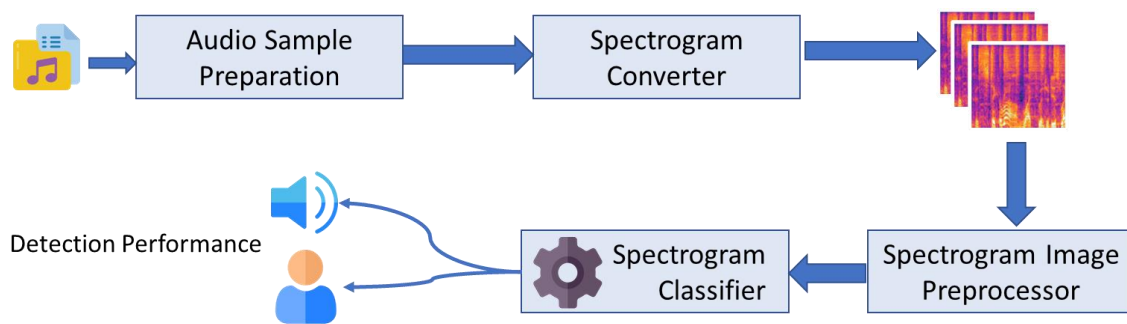 Audio Sample
Preparation
Spectrogram
Converter
Spectrogram Image
Preprocessor
Spectrogram
Classifier
Detection Performance